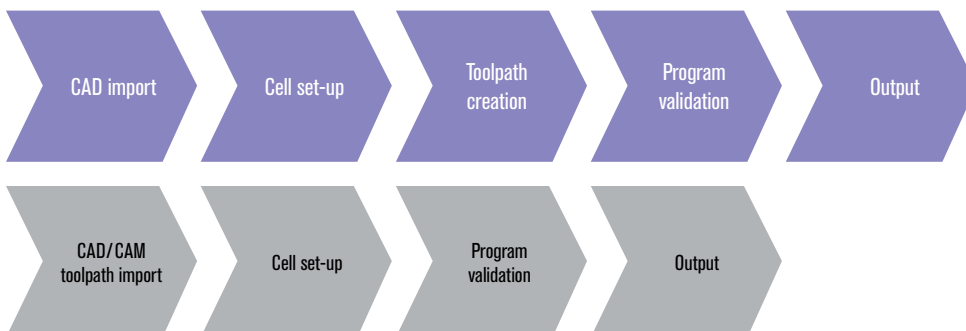 CAD import
Cell set-up
Toolpath
creation
Program
validation
Output
CAD/CAM
toolpath import
Cell set-up
Program
validation
Output